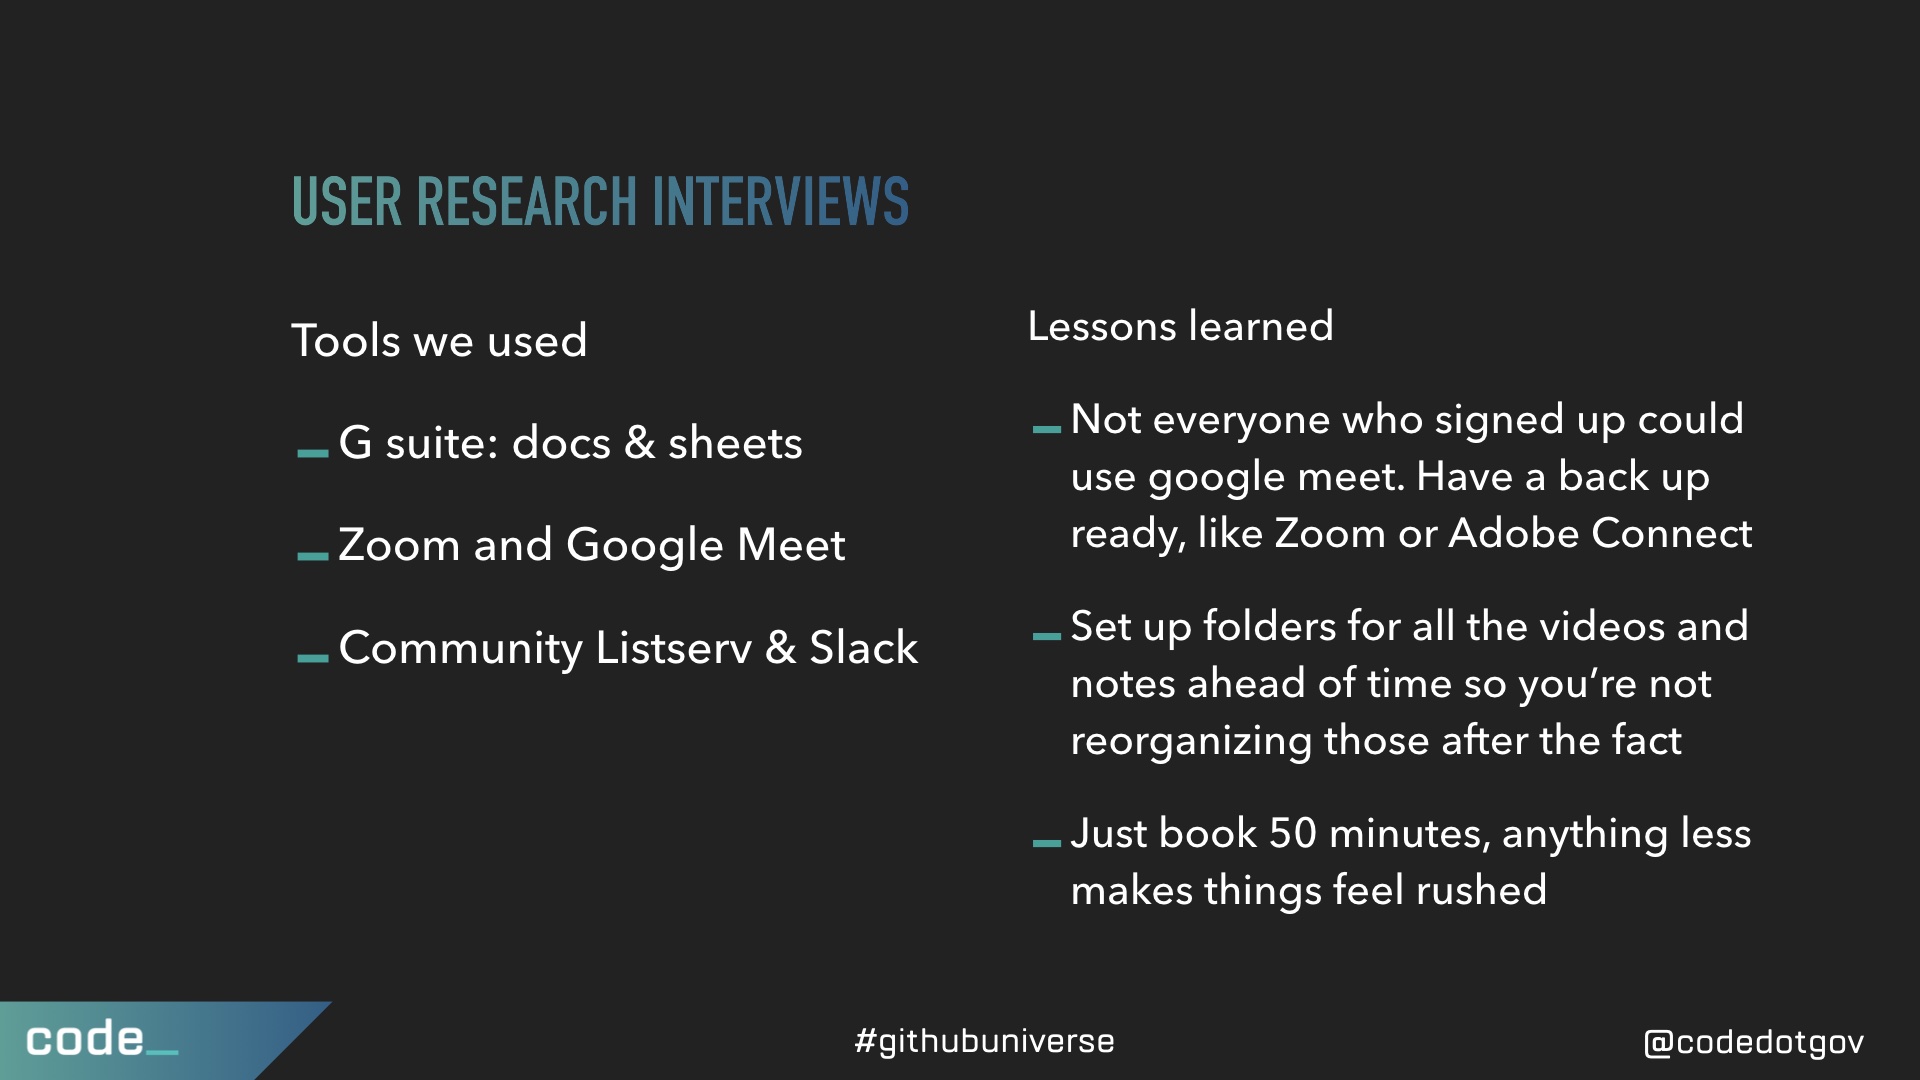 USER RESEARCH INTERVIEWS
Tools we used
G suite: docs & sheets
Zoom and Google Meet
Community Listserv & Slack
Lessons learned
Not everyone who signed up could
use google meet. Have a back up
ready, like Zoom or Adobe Connect
Set up folders for all the videos and
notes ahead of time so you’re not
reorganizing those after the fact
Just book 50 minutes, anything less
makes things feel rushed
code_
#githubuniverse
@codedotgov